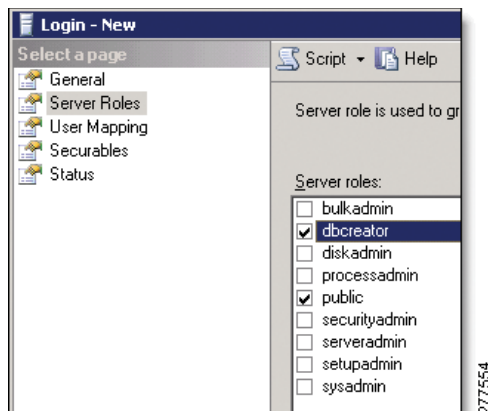 Login - New
Select a page
General
Server Roles
User Mapping
Securables
Status
Script
Help
Server role is used to
Server roles:
bulkadmin
dbcreator
diskadmin
processadmin
public
securityadmin
serveradmin
setupadmin
sysadmin
277554